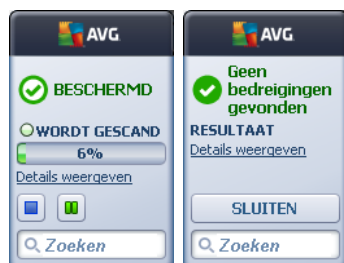 AVG
BESCHERMD
WORDT GESCAND
6%
Details weergeven
Zoeken
AVG
Geen
bedreigingen
gevonden
RESULTAAT
Details weergeven
SLUITEN
Zoeken